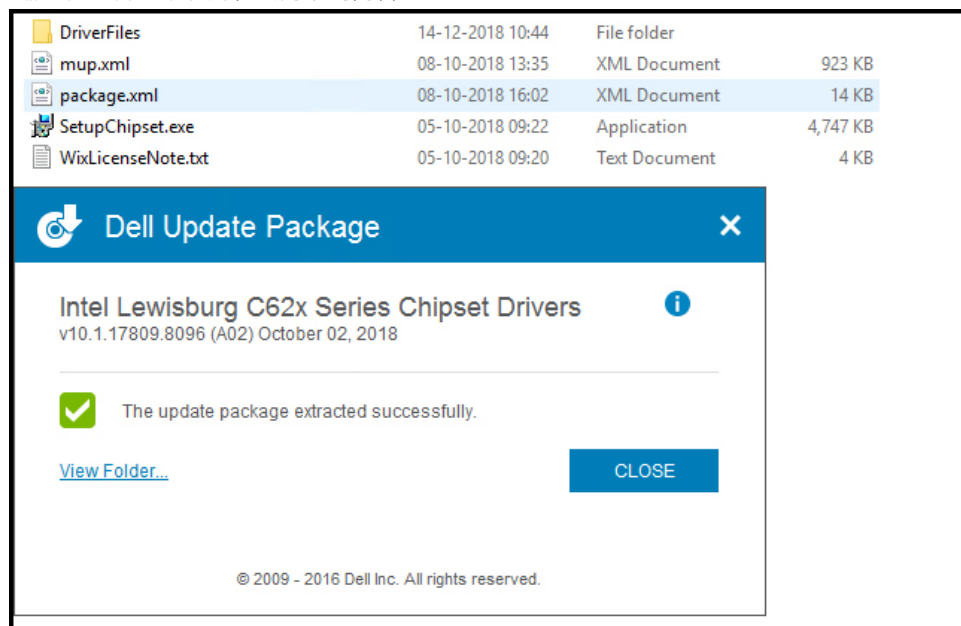 DriverFiles 14-12-2018 10:44 File folder
mup.xml 08-10-2018 13:35 XML Document 923 KB
package.xml 08-10-2018 16:02 XML Document 14 KB
SetupChipset.exe 05-10-2018 09:22 Application 4,747 KB
WixLicenseNote.txt 05-10-2018 09:20 Text Document 4 KB
Dell Update Package
Intel Lewisburg C62x Series Chipset Drivers
v10.1.17809.8096 (A02) October 02, 2018
The update package extracted successfully.
View Folder...
CLOSE
© 2009 - 2016 Dell Inc. All rights reserved.